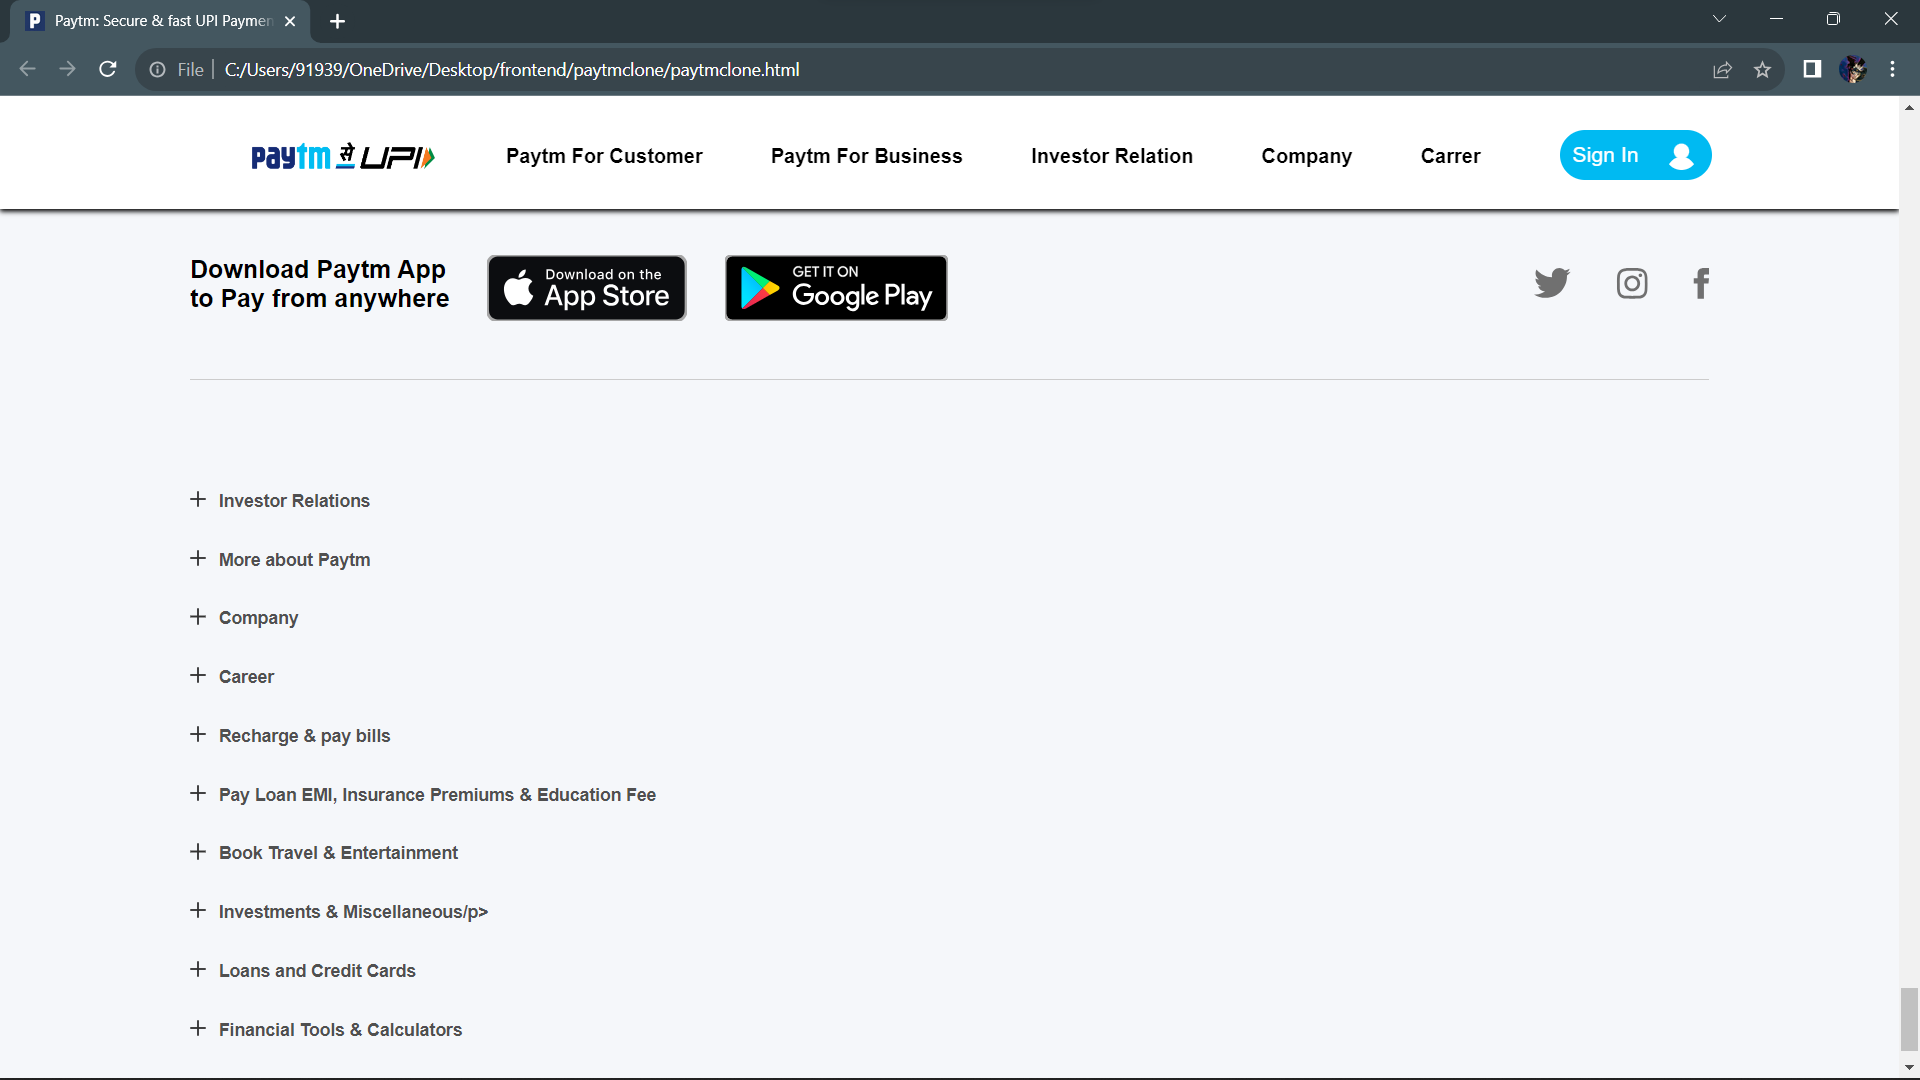 P Paytm: Secure & fast UPI Paymen
File C:/Users/91939/OneDrive/Desktop/frontend/paytmclone/paytmclone.html
paytm से UPI Paytm For Customer Paytm For Business Investor Relation Company Carrer Sign In
Download Paytm App
to Pay from anywhere
Download on the
App Store
GET IT ON
Google Play
Investor Relations
More about Paytm
Company
Career
Recharge & pay bills
Pay Loan EMI, Insurance Premiums & Education Fee
Book Travel & Entertainment
Investments & Miscellaneous/p>
Loans and Credit Cards
Financial Tools & Calculators